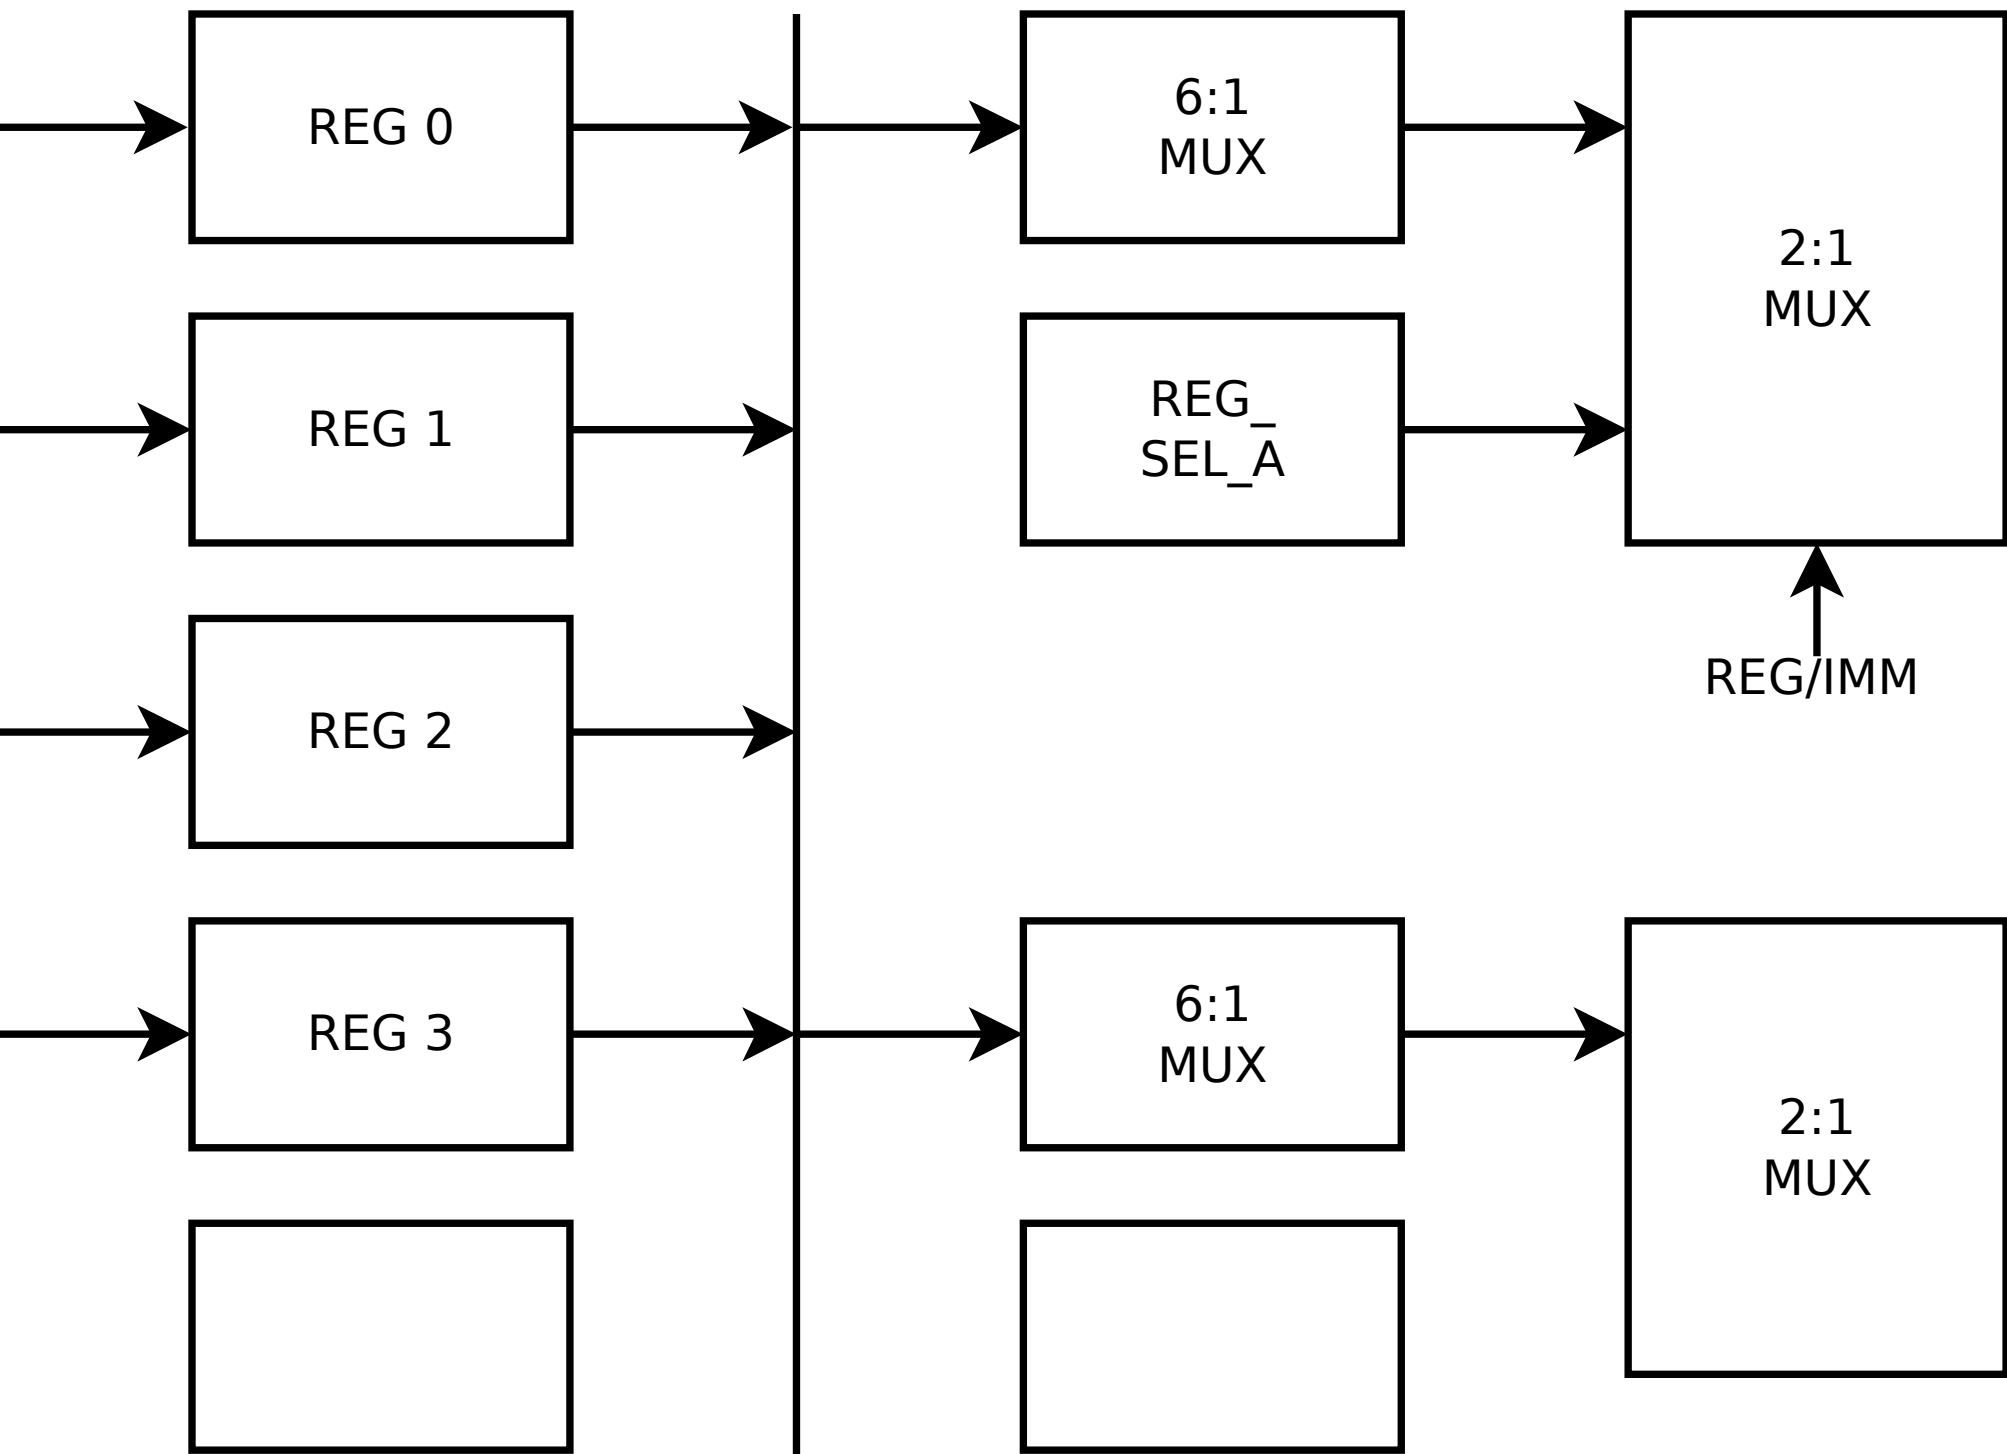 REG 0
6:1
MUX
2:1
MUX
REG 1
REG_
SEL_A
REG/IMM
REG 2
REG 3
6:1
MUX
2:1
MUX